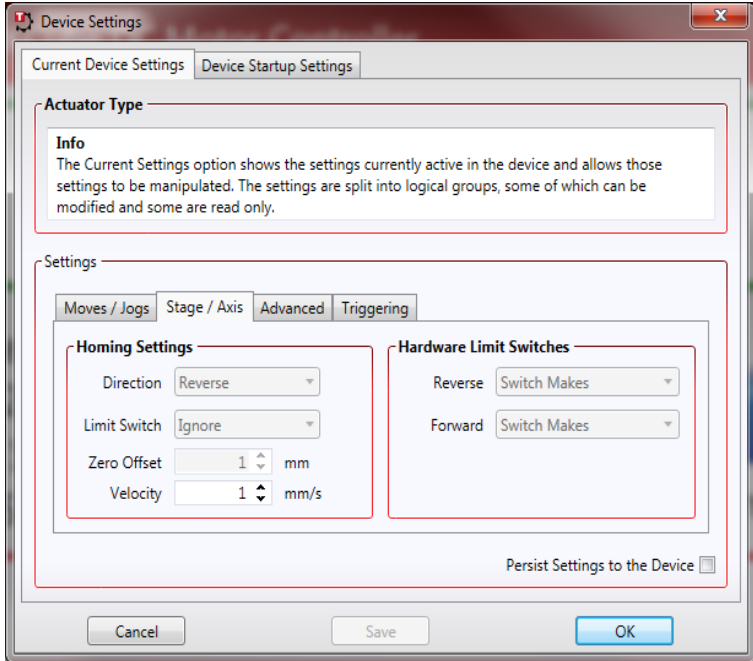 Device Settings
Current Device Settings
Device Startup Settings
Actuator Type
Info
The Current Settings option shows the settings currently active in the device and allows those
settings to be manipulated. The settings are split into logical groups, some of which can be
modified and some are read only.
Settings
Moves / Jogs
Stage / Axis
Advanced
Triggering
Homing Settings
Direction Reverse
Limit Switch Ignore
Zero Offset 1 mm
Velocity 1 mm/s
Hardware Limit Switches
Reverse Switch Makes
Forward Switch Makes
Persist Settings to the Device
Cancel
Save
OK